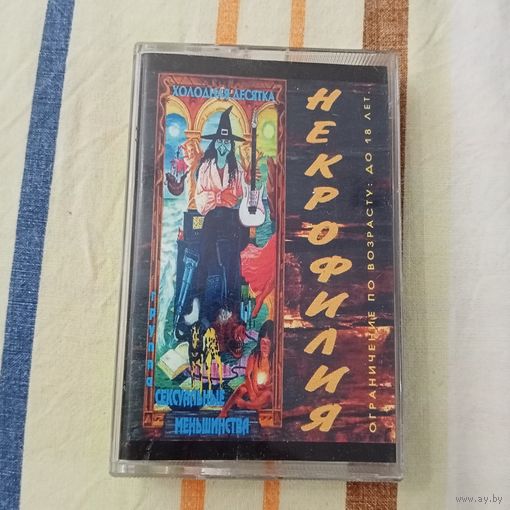 ХОЛОДНАЯ ДЕСЯТКА
ГРУППА
СЕКСУАЛЬНЫЕ
МЕНЬШИНСТВА
НЕКРОФИЛИЯ
ОГРАНИЧЕНИЕ ПО ВОЗРАСТУ: ДО 18 ЛЕТ
www.ay.by